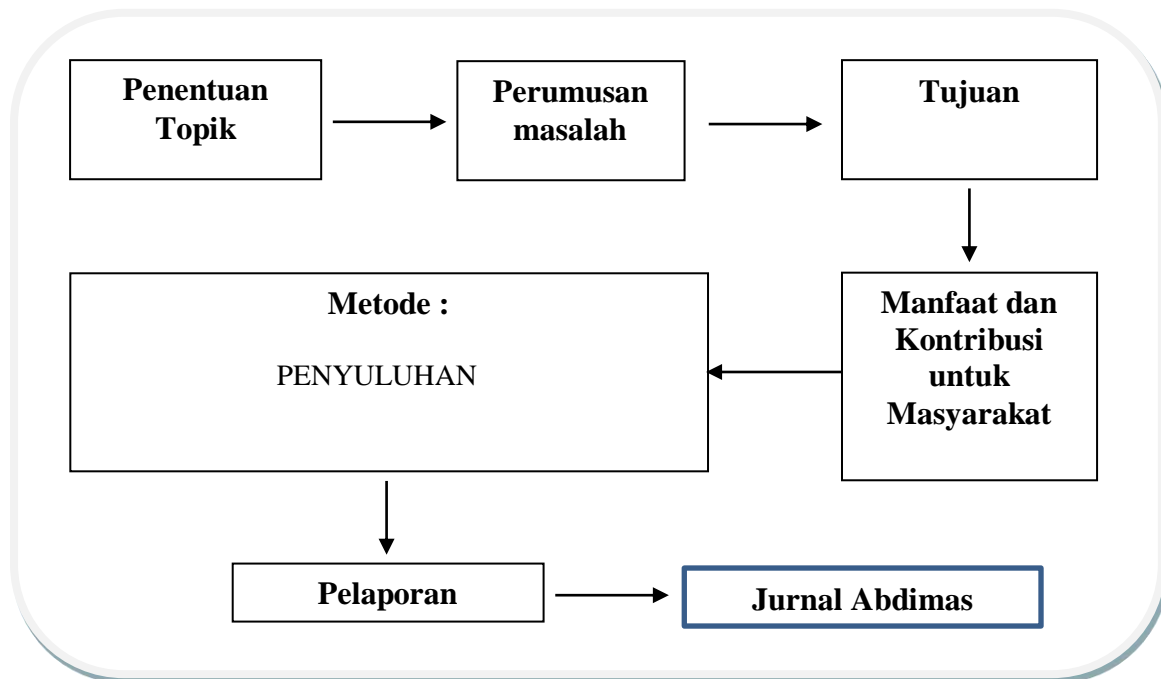 Penentuan
Topik
Perumusan
masalah
Tujuan
Manfaat dan
Kontribusi
untuk
Masyarakat
Metode :
PENYULUHAN
Pelaporan
Jurnal Abdimas